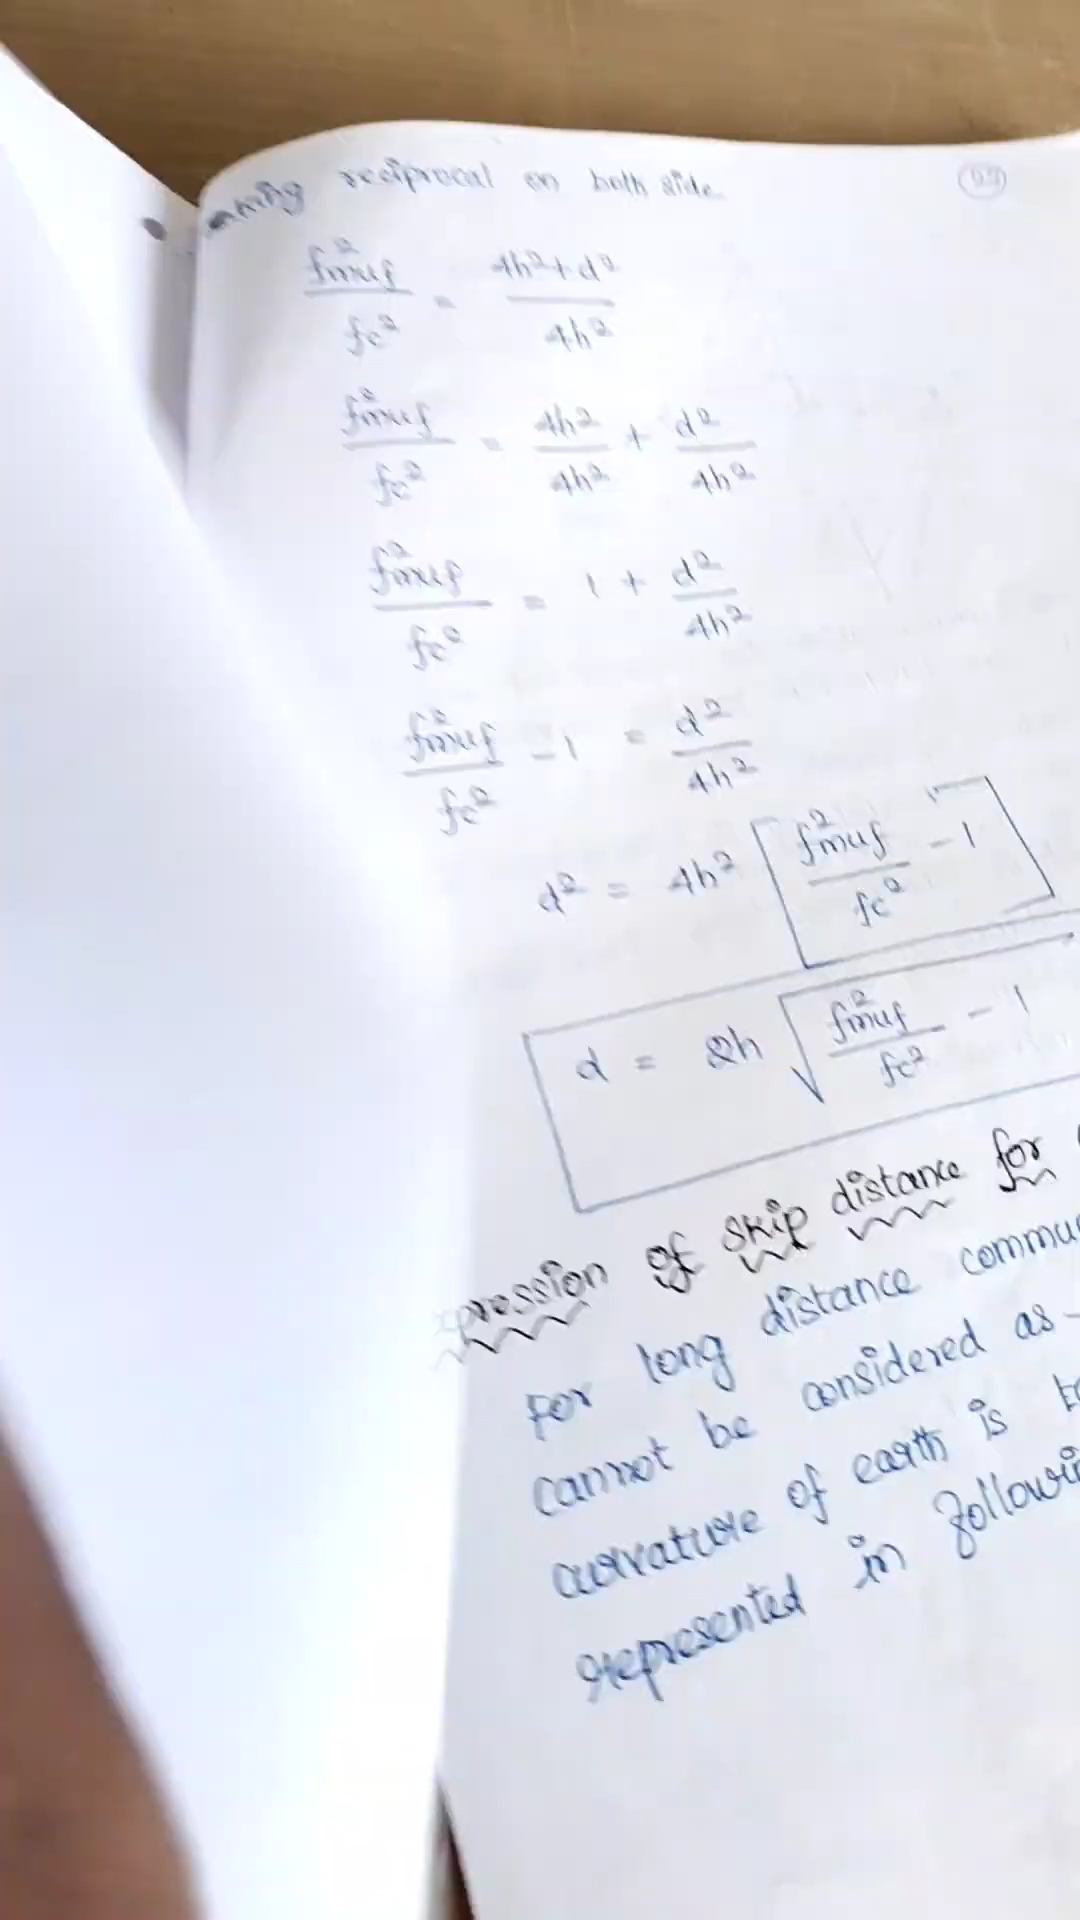 reciprocal on both side.
f²muf / fc² = 4h²+d² / 4h²
f²muf / fc² = 4h² / 4h² + d² / 4h²
f²muf / fc² = 1 + d² / 4h²
f²muf / fc² - 1 = d² / 4h²
d² = 4h² [ f²muf / fc² - 1 ]
d = 2h √ f²muf / fc² - 1
pression of skip distance for
For long distance commu
cannot be considered as
curvature of earth is
represented in followi